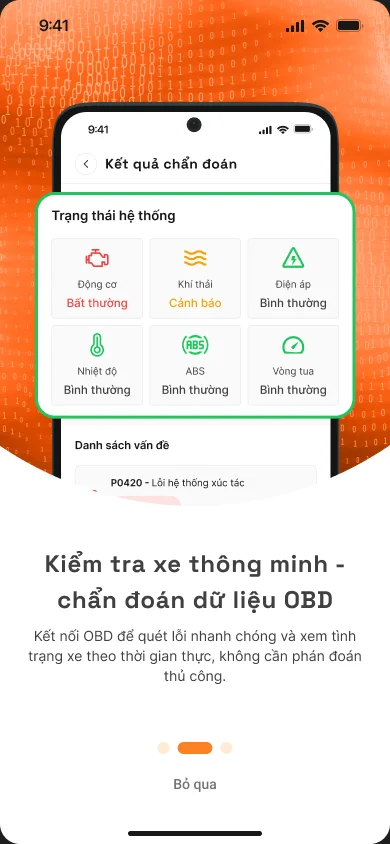 9:41
9:41
Kết quả chẩn đoán
Trạng thái hệ thống
Động cơ
Bất thường
Khí thải
Cảnh báo
Điện áp
Bình thường
Nhiệt độ
Bình thường
ABS
ABS
Bình thường
Vòng tua
Bình thường
Danh sách vấn đề
P0420 - Lỗi hệ thống xúc tác
Kiểm tra xe thông minh -
chẩn đoán dữ liệu OBD
Kết nối OBD để quét lỗi nhanh chóng và xem tình
trạng xe theo thời gian thực, không cần phán đoán
thủ công.
Bỏ qua